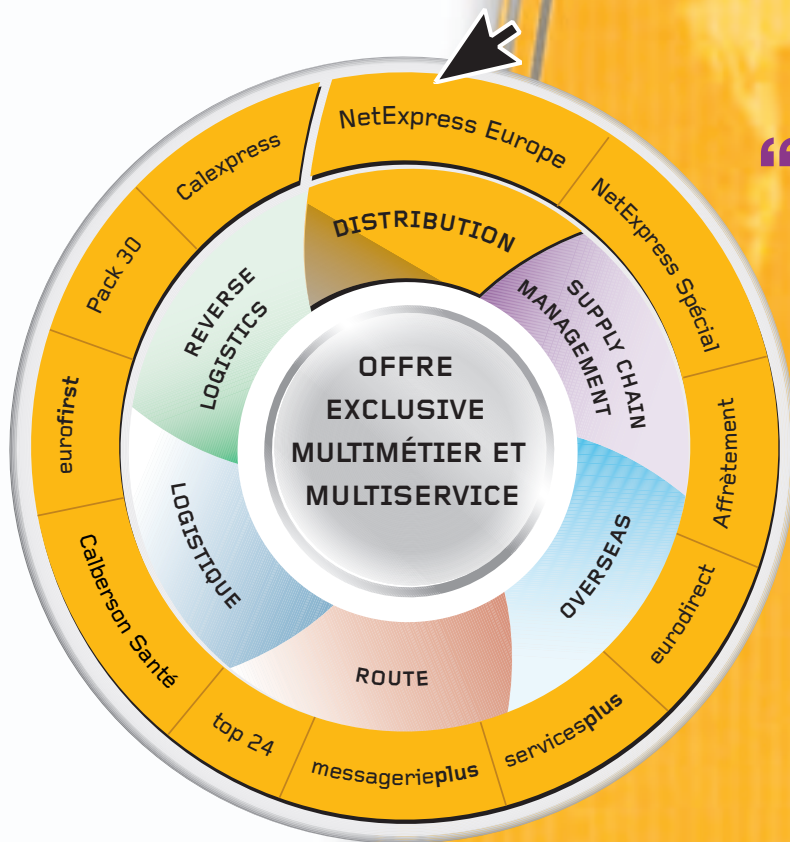 NetExpress Europe
NetExpress Spécial
Affrètement
eurodirect
servicesplus
messagerieplus
top 24
Calberson Santé
eurofirst
Pack 30
Calexpress
DISTRIBUTION
SUPPLY CHAIN
MANAGEMENT
OVERSEAS
ROUTE
LOGISTIQUE
REVERSE
LOGISTICS
OFFRE
EXCLUSIVE
MULTIMÉTIER ET
MULTISERVICE
“